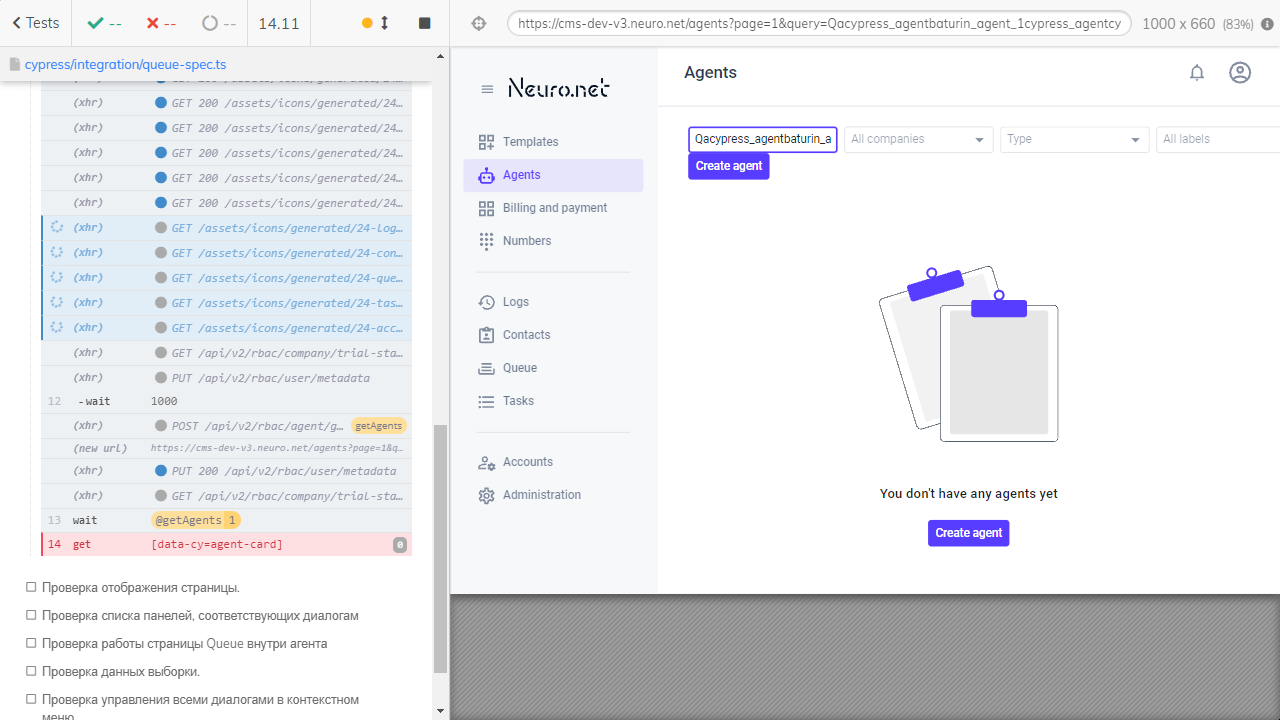 Tests
--
--
--
14.11
https://cms-dev-v3.neuro.net/agents?page=1&query=Qacypress_agentbaturin_agent_1cypress_agentcy
1000 x 660 (83%)
cypress/integration/queue-spec.ts
(xhr) GET 200 /assets/icons/generated/24…
(xhr) GET 200 /assets/icons/generated/24…
(xhr) GET 200 /assets/icons/generated/24…
(xhr) GET 200 /assets/icons/generated/24…
(xhr) GET 200 /assets/icons/generated/24…
(xhr) GET /assets/icons/generated/24-log…
(xhr) GET /assets/icons/generated/24-con…
(xhr) GET /assets/icons/generated/24-que…
(xhr) GET /assets/icons/generated/24-tas…
(xhr) GET /assets/icons/generated/24-acc…
(xhr) GET /api/v2/rbac/company/trial-sta…
(xhr) PUT /api/v2/rbac/user/metadata
12 -wait 1000
(xhr) POST /api/v2/rbac/agent/g… getAgents
(new url) https://cms-dev-v3.neuro.net/agents?page=1&q…
(xhr) PUT 200 /api/v2/rbac/user/metadata
(xhr) GET /api/v2/rbac/company/trial-sta…
13 wait @getAgents 1
14 get [data-cy=agent-card] 0
Проверка отображения страницы.
Проверка списка панелей, соответствующих диалогам
Проверка работы страницы Queue внутри агента
Проверка данных выборки.
Проверка управления всеми диалогами в контекстном
меню
Neuro.net
Templates
Agents
Billing and payment
Numbers
Logs
Contacts
Queue
Tasks
Accounts
Administration
Agents
Qacypress_agentbaturin_a
All companies
Type
All labels
Create agent
You don't have any agents yet
Create agent